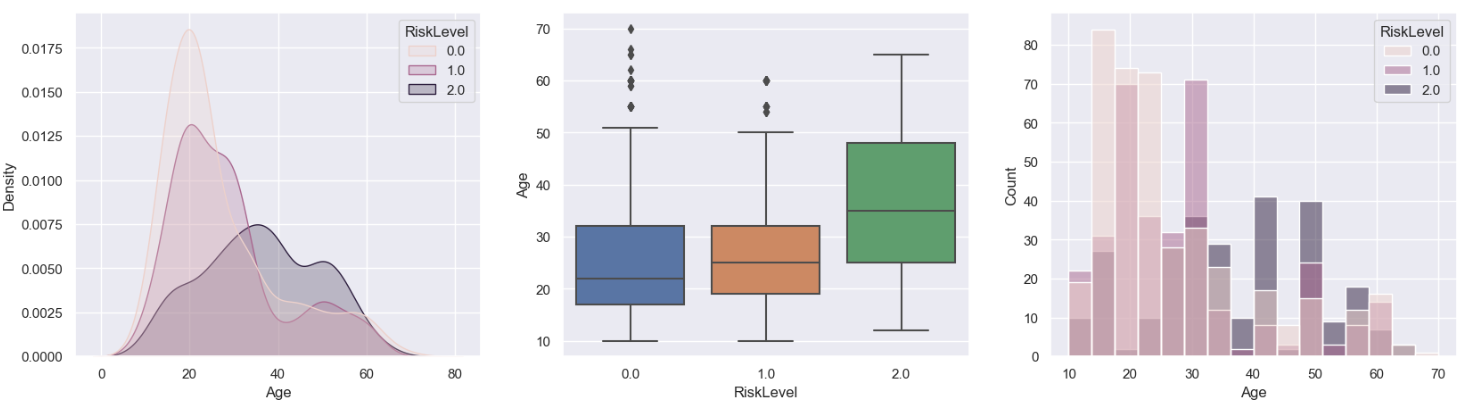 RiskLevel
0.0
1.0
2.0
0.0175
0.0150
0.0125
0.0100
0.0075
0.0050
0.0025
0.0000
Density
0 20 40 60 80
Age
70
60
50
40
30
20
10
Age
0.0 1.0 2.0
RiskLevel
RiskLevel
0.0
1.0
2.0
80
70
60
50
40
30
20
10
0
Count
10 20 30 40 50 60 70
Age